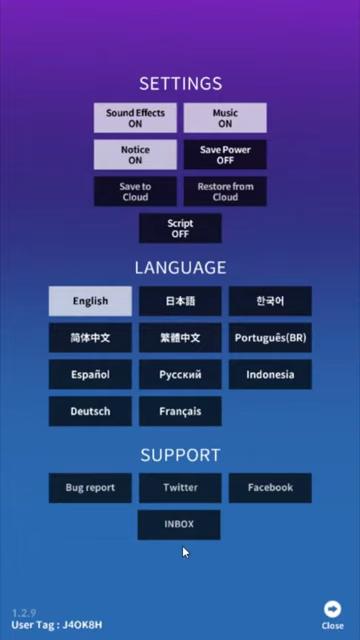 SETTINGS
Sound Effects
ON
Music
ON
Notice
ON
Save Power
OFF
Save to
Cloud
Restore from
Cloud
Script
OFF
LANGUAGE
English
日本語
한국어
简体中文
繁體中文
Português(BR)
Español
Русский
Indonesia
Deutsch
Français
SUPPORT
Bug report
Twitter
Facebook
INBOX
1.2.9
User Tag : J4OK8H
Close